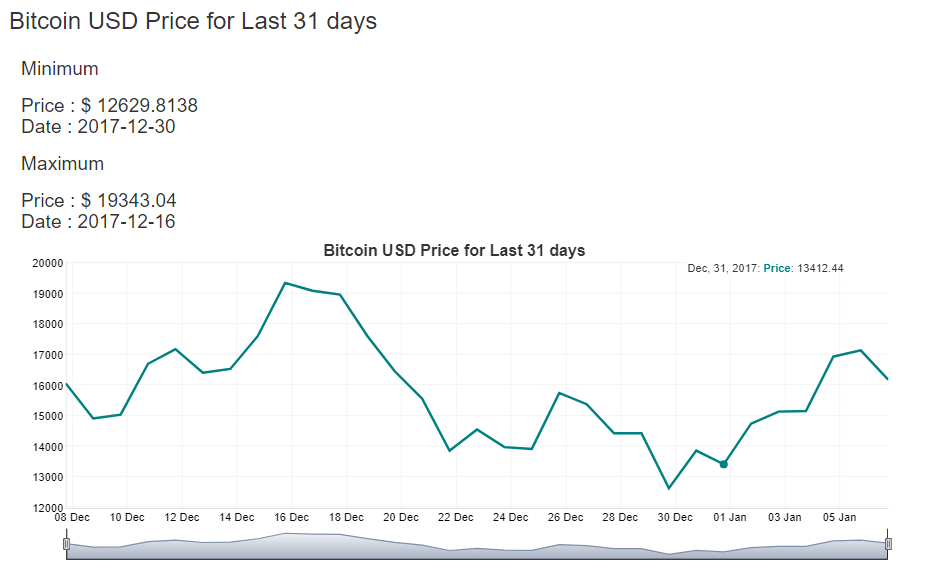 Bitcoin USD Price for Last 31 days
Minimum
Price : $ 12629.8138
Date : 2017-12-30
Maximum
Price : $ 19343.04
Date : 2017-12-16
Bitcoin USD Price for Last 31 days
Dec, 31, 2017: Price: 13412.44
20000
19000
18000
17000
16000
15000
14000
13000
12000
08 Dec 10 Dec 12 Dec 14 Dec 16 Dec 18 Dec 20 Dec 22 Dec 24 Dec 26 Dec 28 Dec 30 Dec 01 Jan 03 Jan 05 Jan